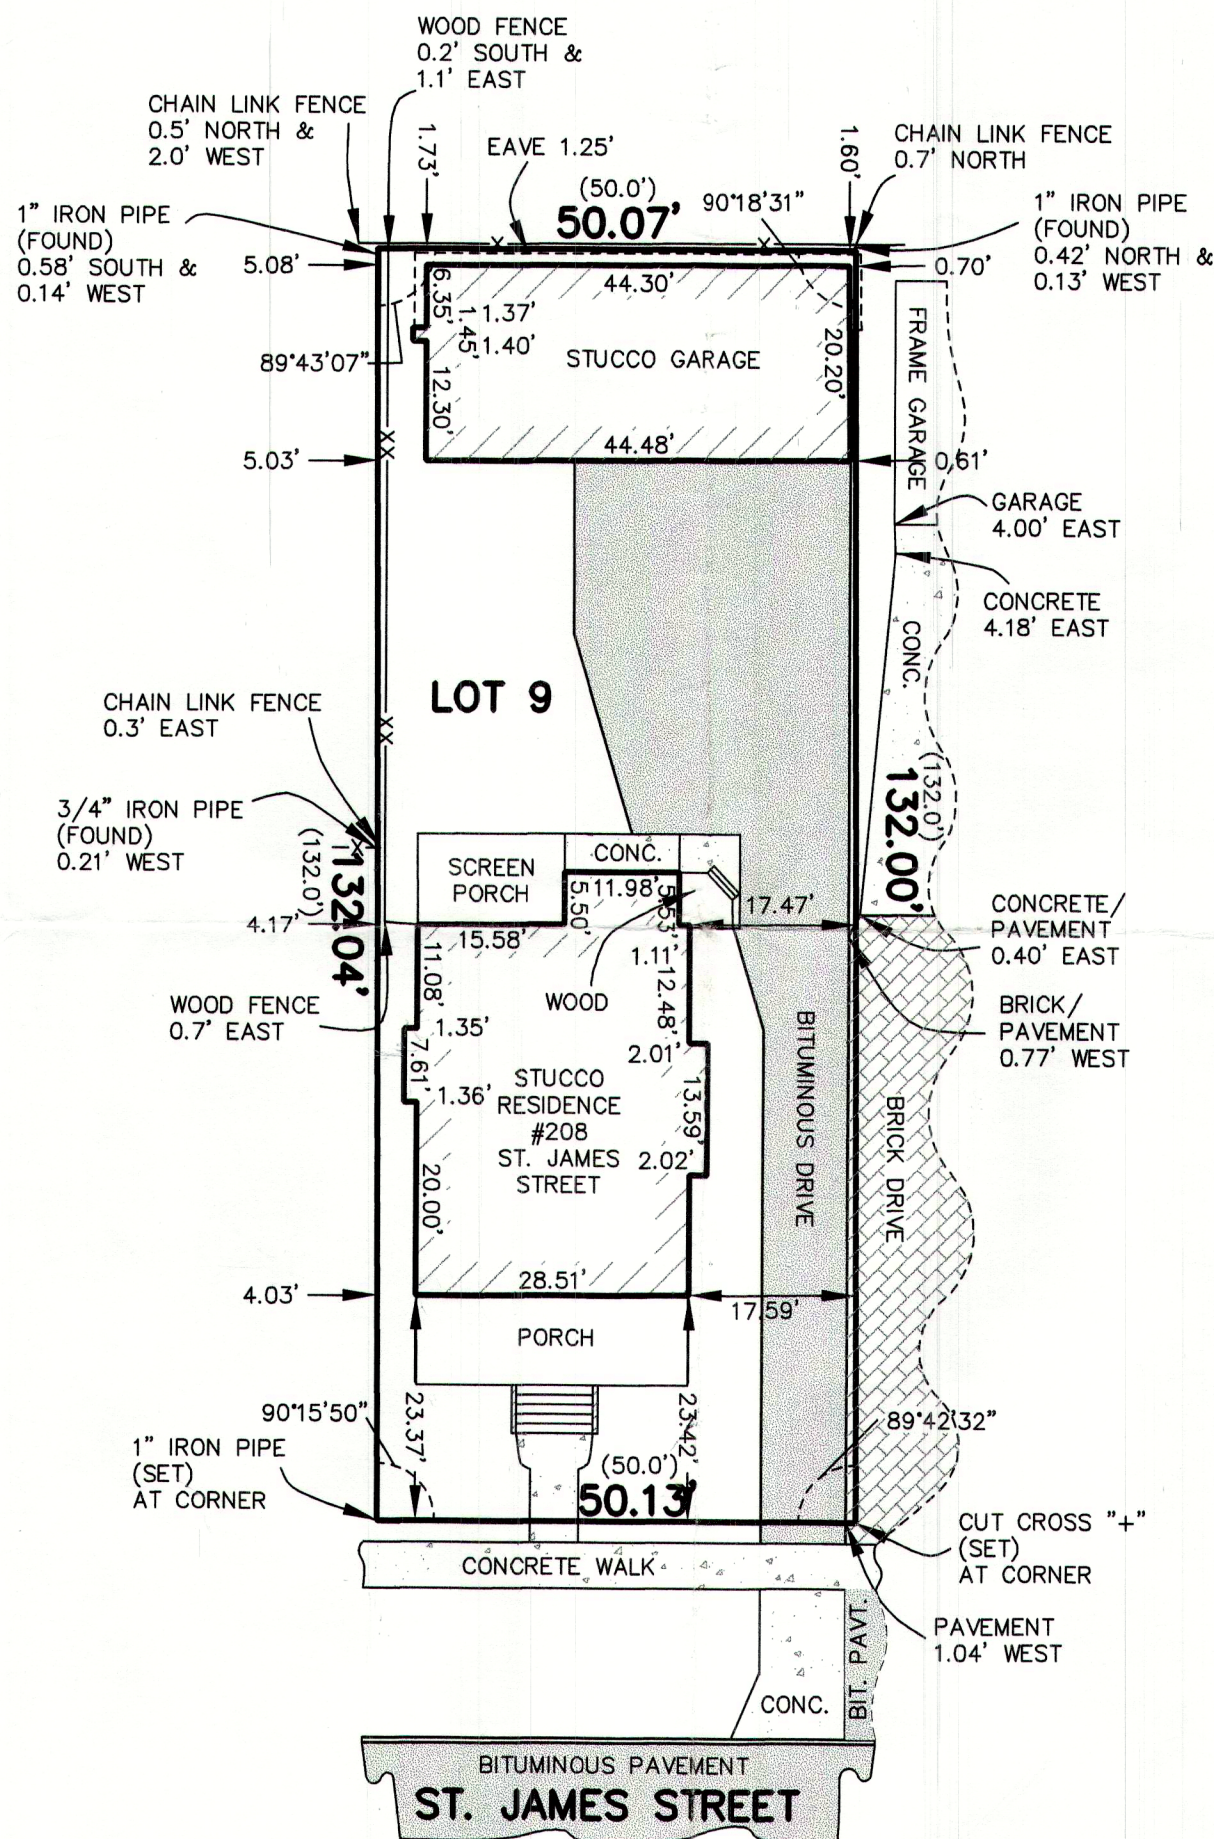 WOOD FENCE
0.2' SOUTH &
1.1' EAST
CHAIN LINK FENCE
0.5' NORTH &
2.0' WEST
1.73'
EAVE 1.25'
1.60'
CHAIN LINK FENCE
0.7' NORTH
(50.0')
50.07'
90°18'31"
1" IRON PIPE
(FOUND)
0.58' SOUTH &
0.14' WEST
1" IRON PIPE
(FOUND)
0.42' NORTH &
0.13' WEST
X
X
5.08'
0.70'
44.30'
6.35'
1.37'
1.45'
1.40'
89°43'07"
STUCCO GARAGE
20.20'
FRAME GARAGE
12.30'
44.48'
5.03'
0.61'
XX
GARAGE
4.00' EAST
CONCRETE
4.18' EAST
CONC.
LOT 9
CHAIN LINK FENCE
0.3' EAST
XX
3/4" IRON PIPE
(FOUND)
0.21' WEST
X
(132.0')
132.04'
(132.0')
132.00'
SCREEN
PORCH
CONC.
11.98'
5.50'
5.53'
17.47'
4.17'
15.58'
CONCRETE/
PAVEMENT
0.40' EAST
11.08'
1.11'
12.48'
WOOD
WOOD FENCE
0.7' EAST
BRICK/
PAVEMENT
0.77' WEST
1.35'
7.61'
1.36'
2.01'
13.59'
2.02'
STUCCO
RESIDENCE
#208
ST. JAMES
STREET
BITUMINOUS DRIVE
BRICK DRIVE
20.00'
28.51'
4.03'
17.59'
PORCH
23.37'
23.42'
90°15'50"
89°42'32"
1" IRON PIPE
(SET)
AT CORNER
(50.0')
50.13'
CUT CROSS "+"
(SET)
AT CORNER
CONCRETE WALK
PAVEMENT
1.04' WEST
BIT. PAVT.
CONC.
BITUMINOUS PAVEMENT
ST. JAMES STREET